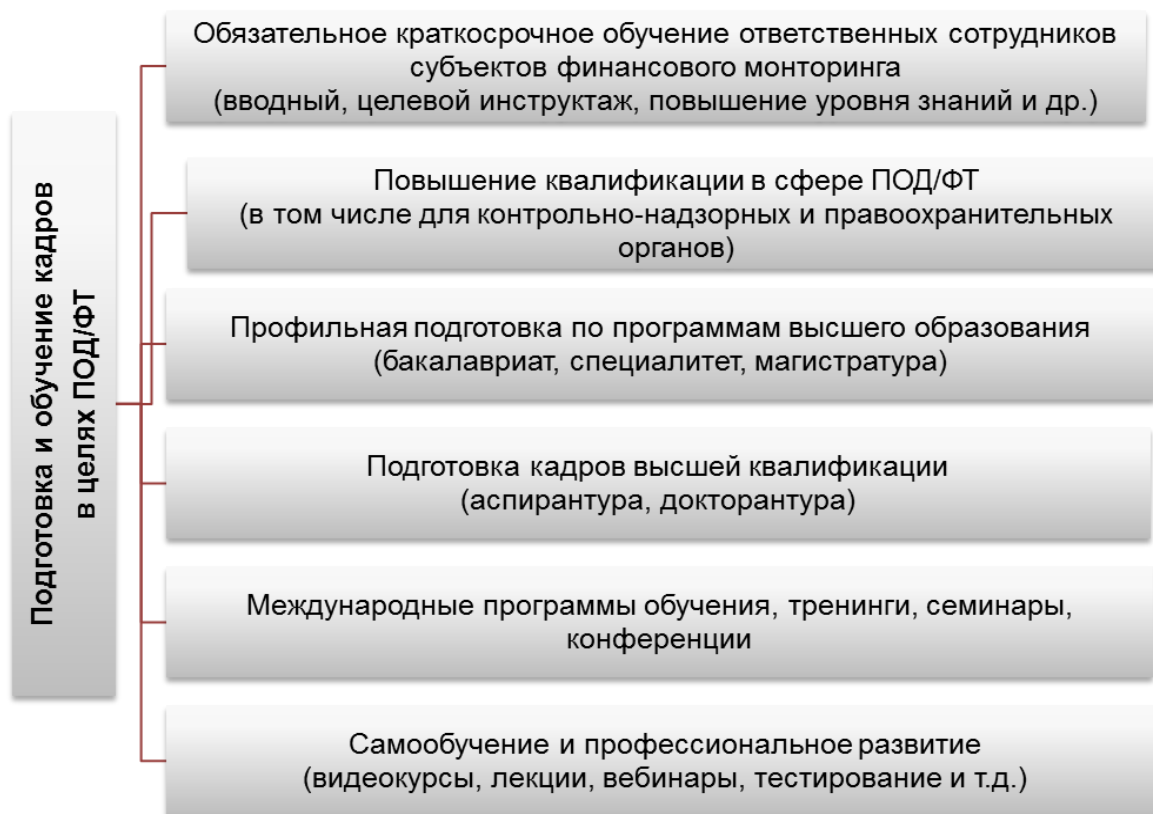 Подготовка и обучение кадров
в целях ПОД/ФТ
Обязательное краткосрочное обучение ответственных сотрудников
субъектов финансового монторинга
(вводный, целевой инструктаж, повышение уровня знаний и др.)
Повышение квалификации в сфере ПОД/ФТ
(в том числе для контрольно-надзорных и правоохранительных
органов)
Профильная подготовка по программам высшего образования
(бакалавриат, специалитет, магистратура)
Подготовка кадров высшей квалификации
(аспирантура, докторантура)
Международные программы обучения, тренинги, семинары,
конференции
Самообучение и профессиональное развитие
(видеокурсы, лекции, вебинары, тестирование и т.д.)